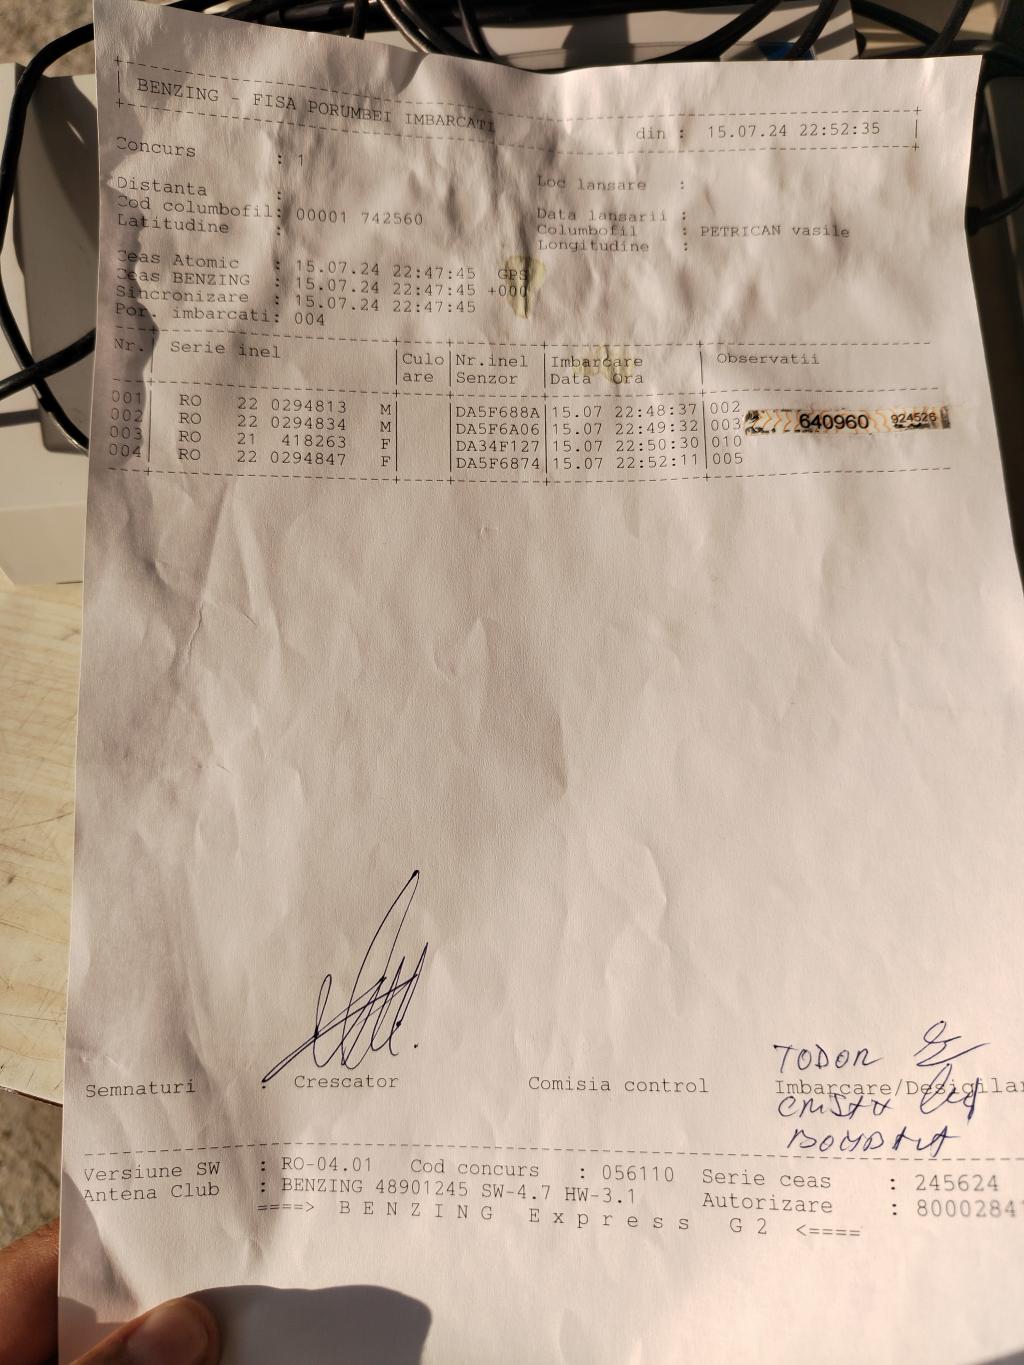 BENZING - FISA PORUMBEI IMBARCATI din : 15.07.24 22:52:35
Concurs : 1
Loc lansare :
Distanta :
Cod columbofil: 00001 742560 Data lansarii :
Latitudine : Columbofil : PETRICAN vasile
Longitudine :
Ceas Atomic : 15.07.24 22:47:45 GPS
Ceas BENZING : 15.07.24 22:47:45 +000
Sincronizare : 15.07.24 22:47:45
Por. imbarcati: 004
Nr. Serie inel Culo Nr.inel Imbarcare Observatii
are Senzor Data Ora
001 RO 22 0294813 M DA5F688A 15.07 22:48:37 002
002 RO 22 0294834 M DA5F6A06 15.07 22:49:32 003 640960 924526
003 RO 21 418263 F DA34F127 15.07 22:50:30 010
004 RO 22 0294847 F DA5F6874 15.07 22:52:11 005
TODOR
Semnaturi : Crescator Comisia control Imbarcare/Desigilar
Versiune SW : RO-04.01 Cod concurs : 056110 Serie ceas : 245624
Antena Club : BENZING 48901245 SW-4.7 HW-3.1 Autorizare : 80002841
====> BENZING Express G2 <====